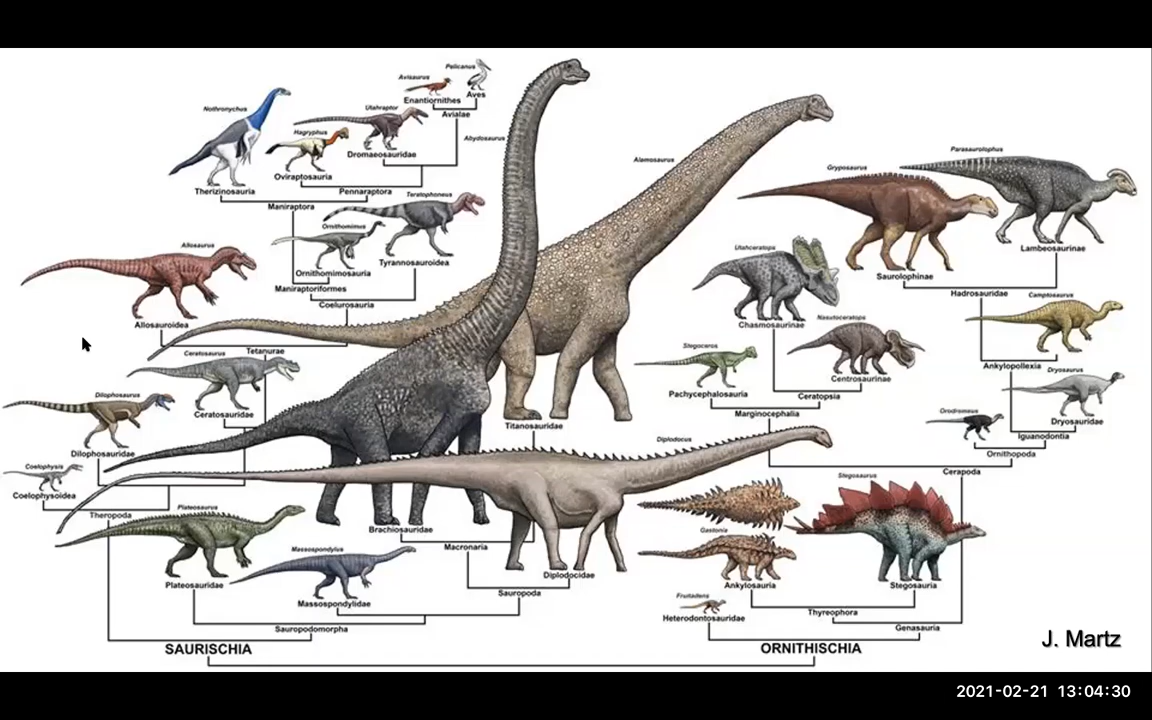 Pelicanus
Avisaurus
Enantiornithes
Aves
Avialae
Utahraptor
Nothronychus
Hagryphus
Abydosaurus
Dromaeosauridae
Parasaurolophus
Alamosaurus
Gryposaurus
Oviraptosauria
Therizinosauria
Pennaraptora
Teratophoneus
Maniraptora
Ornithomimus
Allosaurus
Utahceratops
Lambeosaurinae
Tyrannosauroidea
Ornithomimosauria
Saurolophinae
Maniraptoriformes
Hadrosauridae
Camptosaurus
Coelurosauria
Nasutoceratops
Allosauroidea
Chasmosaurinae
Stegoceros
Tetanurae
Ceratosaurus
Ankylopollexia
Dryosaurus
Centrosaurinae
Dilophosaurus
Pachycephalosauria
Ceratopsia
Orodromeus
Ceratosauridae
Marginocephalia
Dryosauridae
Titanosauridae
Iguanodontia
Diplodocus
Dilophosauridae
Ornithopoda
Coelophysis
Cerapoda
Stegosaurus
Coelophysoidea
Plateosaurus
Theropoda
Brachiosauridae
Gastonia
Massospondylus
Macronaria
Diplodocidae
Plateosauridae
Ankylosauria
Stegosauria
Sauropoda
Fruitadens
Massospondylidae
Thyreophora
Heterodontosauridae
Sauropodomorpha
Genasauria
J. Martz
SAURISCHIA
ORNITHISCHIA
2021-02-21 13:04:30